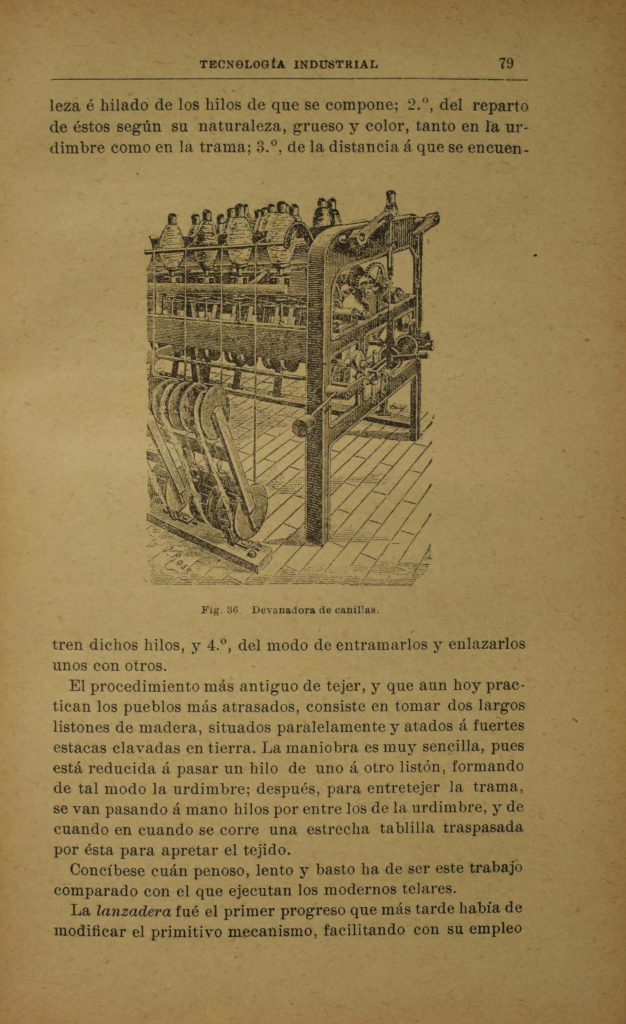 TECNOLOGÍA INDUSTRIAL 79
leza é hilado de los hilos de que se compone; 2.º, del reparto
de éstos según su naturaleza, grueso y color, tanto en la ur-
dimbre como en la trama; 3.º, de la distancia á que se encuen-
Rose
Fig. 36. Devanadora de canillas.
tren dichos hilos, y 4.º, del modo de entramarlos y enlazarlos
unos con otros.
El procedimiento más antiguo de tejer, y que aun hoy prac-
tican los pueblos más atrasados, consiste en tomar dos largos
listones de madera, situados paralelamente y atados á fuertes
estacas clavadas en tierra. La maniobra es muy sencilla, pues
está reducida á pasar un hilo de uno á otro listón, formando
de tal modo la urdimbre; después, para entretejer la trama,
se van pasando á mano hilos por entre los de la urdimbre, y de
cuando en cuando se corre una estrecha tablilla traspasada
por ésta para apretar el tejido.
Concíbese cuán penoso, lento y basto ha de ser este trabajo
comparado con el que ejecutan los modernos telares.
La lanzadera fué el primer progreso que más tarde había de
modificar el primitivo mecanismo, facilitando con su empleo